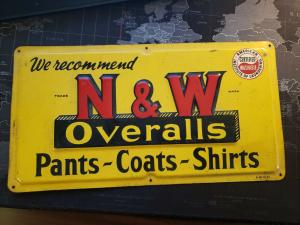 We recommend
TRADE MARK
N & W
Overalls
Pants - Coats - Shirts